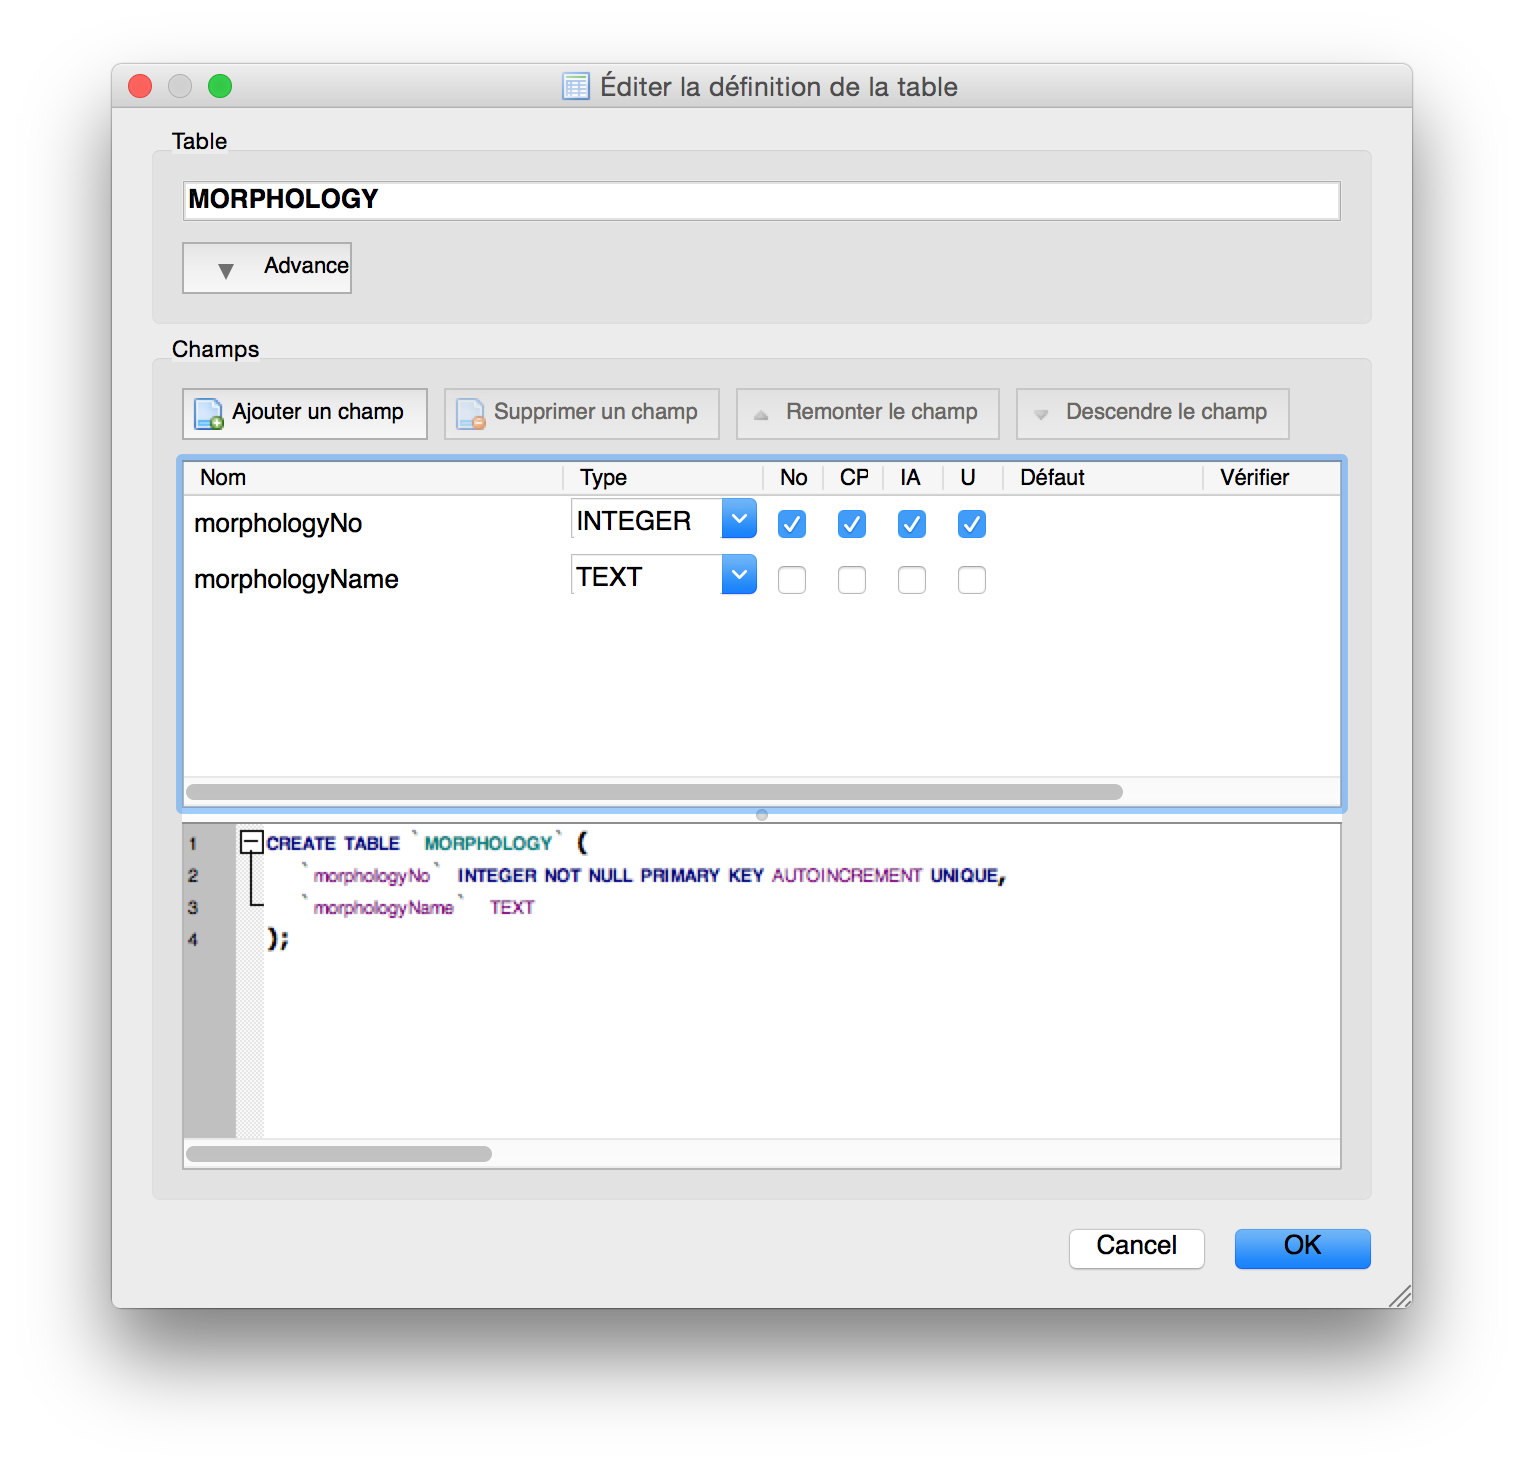 Éditer la définition de la table
Table
MORPHOLOGY
Advance
Champs
Ajouter un champ Supprimer un champ Remonter le champ Descendre le champ
Nom Type No CP IA U Défaut Vérifier
morphologyNo INTEGER
morphologyName TEXT
1 CREATE TABLE `MORPHOLOGY` (
2 `morphologyNo` INTEGER NOT NULL PRIMARY KEY AUTOINCREMENT UNIQUE,
3 `morphologyName` TEXT
4 );
Cancel OK